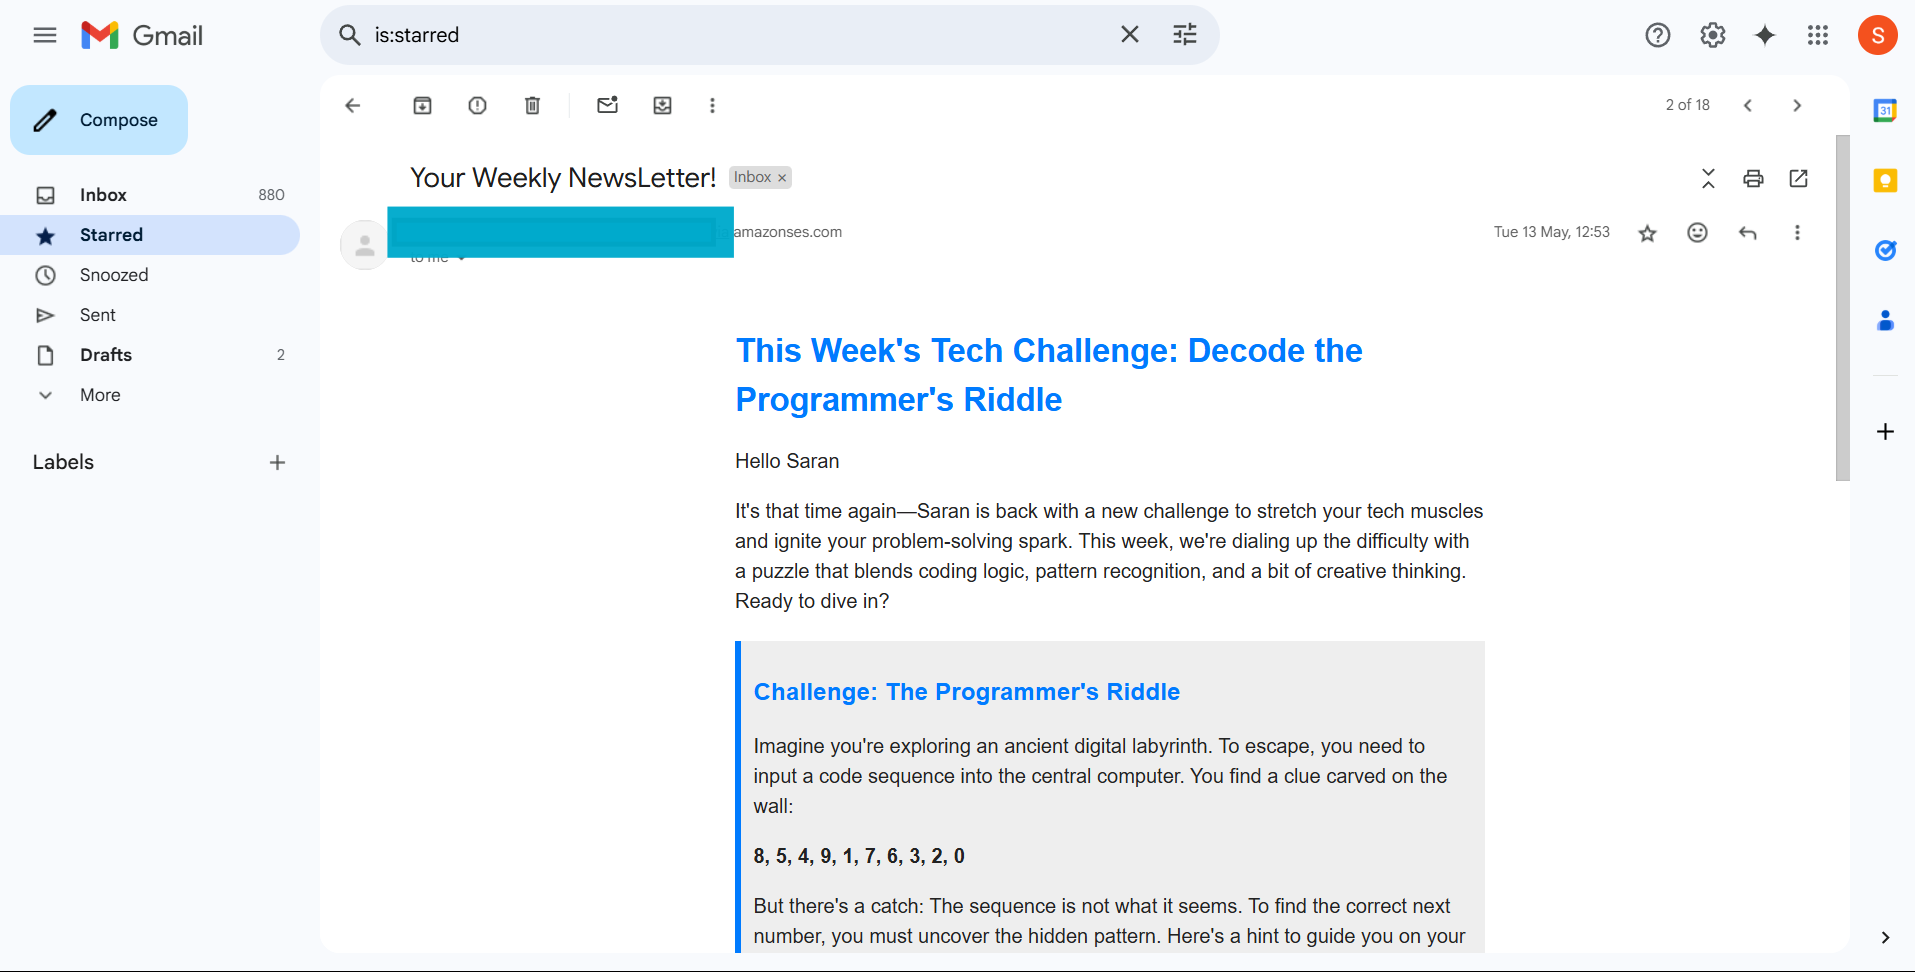 Gmail
is:starred
S
Compose
Inbox 880
Starred
Snoozed
Sent
Drafts 2
More
Labels
2 of 18
Your Weekly NewsLetter! Inbox ×
amazonses.com Tue 13 May, 12:53
to me
31
This Week's Tech Challenge: Decode the
Programmer's Riddle
Hello Saran
It's that time again—Saran is back with a new challenge to stretch your tech muscles
and ignite your problem-solving spark. This week, we're dialing up the difficulty with
a puzzle that blends coding logic, pattern recognition, and a bit of creative thinking.
Ready to dive in?
Challenge: The Programmer's Riddle
Imagine you're exploring an ancient digital labyrinth. To escape, you need to
input a code sequence into the central computer. You find a clue carved on the
wall:
8, 5, 4, 9, 1, 7, 6, 3, 2, 0
But there's a catch: The sequence is not what it seems. To find the correct next
number, you must uncover the hidden pattern. Here's a hint to guide you on your